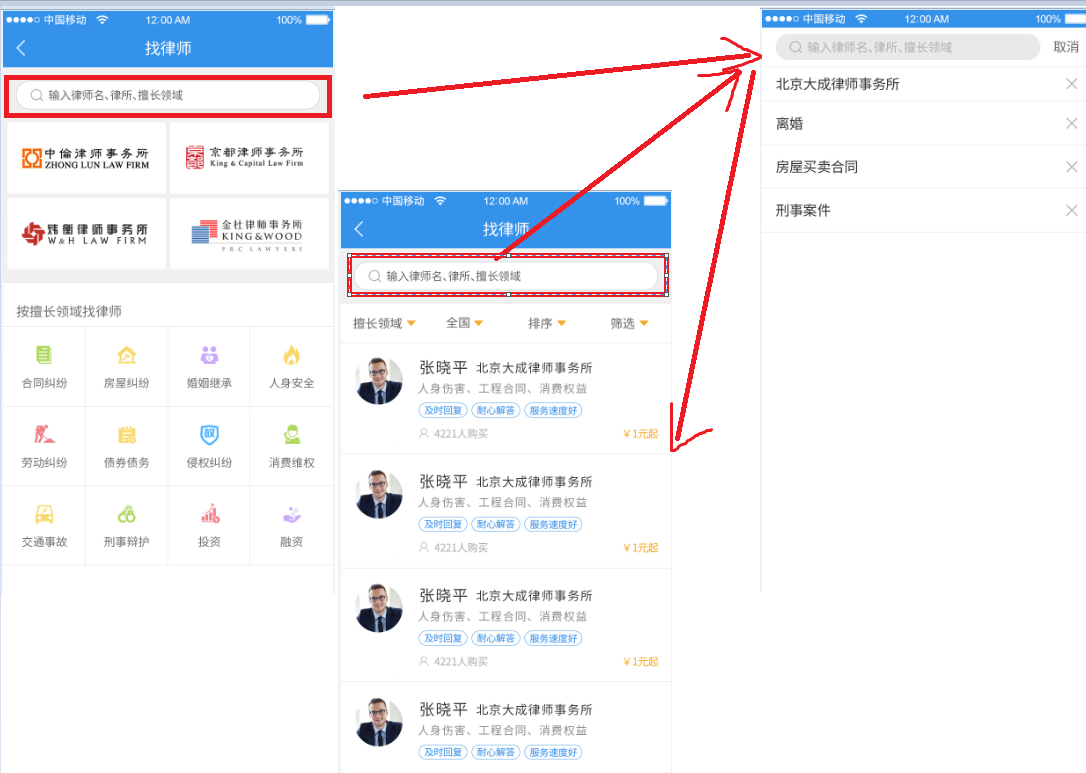 中国移动
12:00 AM
100%
找律师
输入律师名、律所、擅长领域
中倫律师事务所
ZHONG LUN LAW FIRM
京都律师事务所
King & Capital Law Firm
炜衡律师事务所
W&H LAW FIRM
金杜律师事务所
KING&WOOD
PRC LAWYERS
按擅长领域找律师
合同纠纷
房屋纠纷
婚姻继承
人身安全
劳动纠纷
债券债务
侵权纠纷
消费维权
交通事故
刑事辩护
投资
融资
中国移动
12:00 AM
100%
找律师
输入律师名、律所、擅长领域
擅长领域
全国
排序
筛选
张晓平 北京大成律师事务所
人身伤害、工程合同、消费权益
及时回复 耐心解答 服务速度好
4221人购买 ¥1元起
张晓平 北京大成律师事务所
人身伤害、工程合同、消费权益
及时回复 耐心解答 服务速度好
4221人购买 ¥1元起
张晓平 北京大成律师事务所
人身伤害、工程合同、消费权益
及时回复 耐心解答 服务速度好
4221人购买 ¥1元起
张晓平 北京大成律师事务所
人身伤害、工程合同、消费权益
及时回复 耐心解答 服务速度好
中国移动
12:00 AM
100%
输入律师名、律所、擅长领域
取消
北京大成律师事务所
离婚
房屋买卖合同
刑事案件